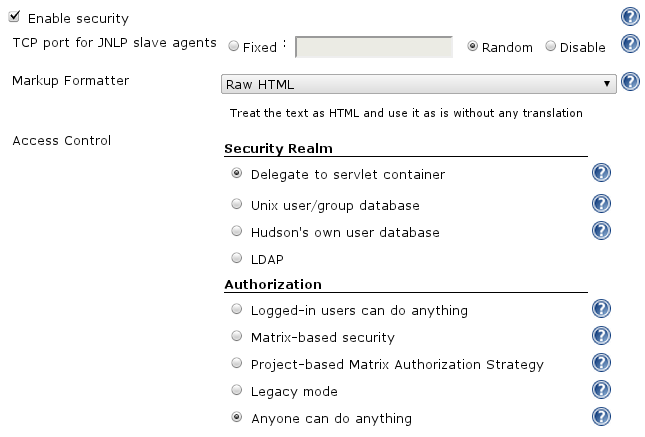 Enable security ?
TCP port for JNLP slave agents Fixed : Random Disable ?
Markup Formatter Raw HTML ?
Treat the text as HTML and use it as is without any translation
Access Control
Security Realm
Delegate to servlet container ?
Unix user/group database ?
Hudson's own user database ?
LDAP
Authorization
Logged-in users can do anything ?
Matrix-based security ?
Project-based Matrix Authorization Strategy ?
Legacy mode ?
Anyone can do anything ?